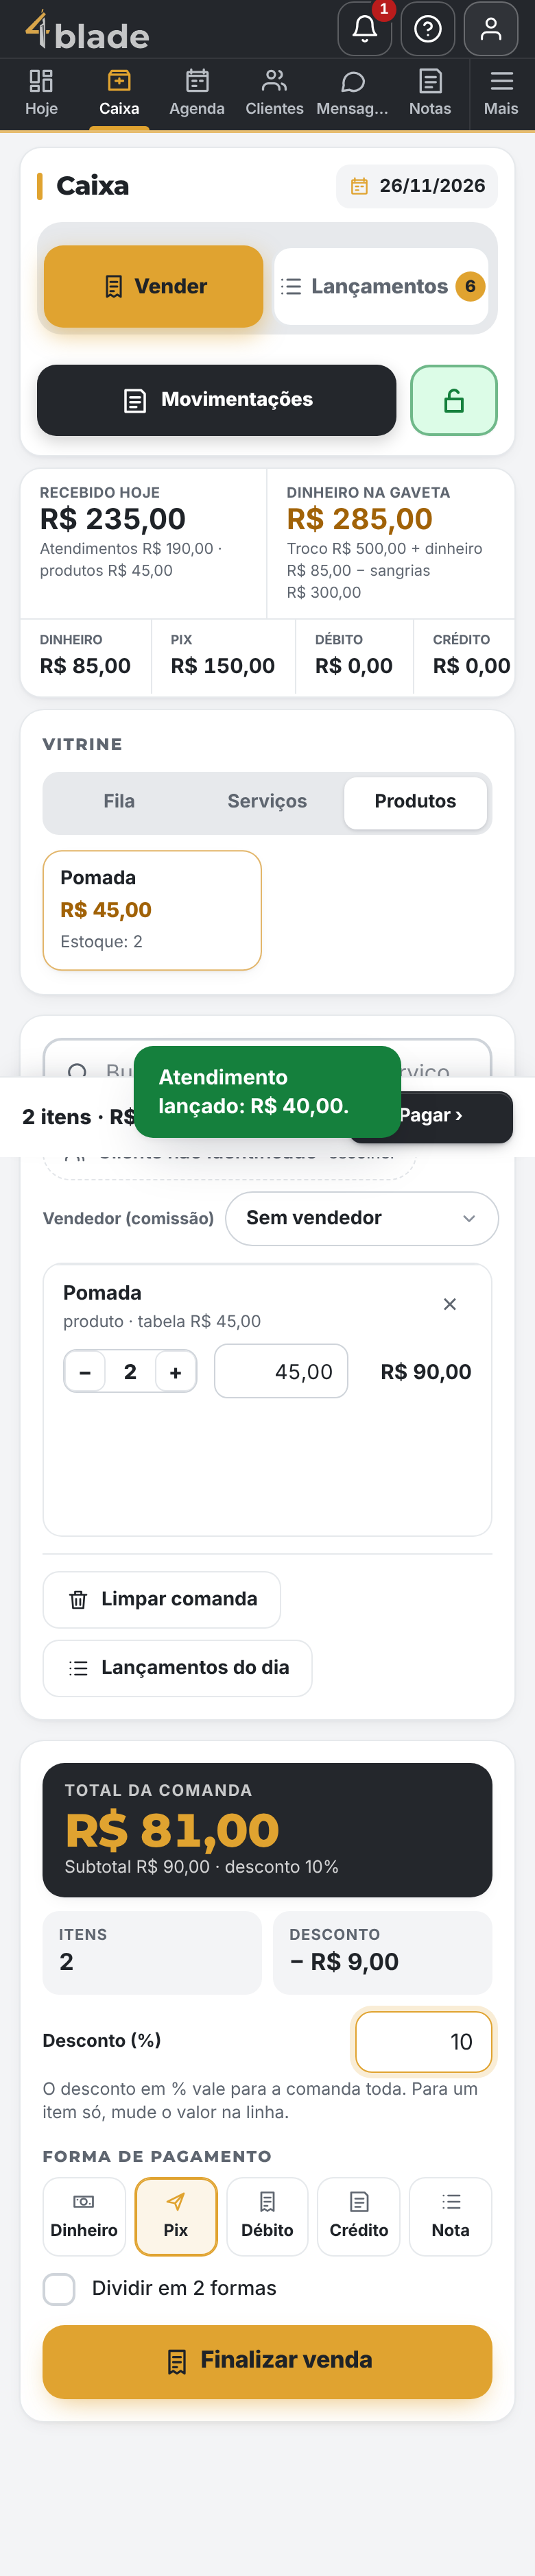 4blade
1
Hoje
Caixa
Agenda
Clientes
Mensag...
Notas
Mais
Caixa
26/11/2026
Vender
Lançamentos 6
Movimentações
RECEBIDO HOJE
R$ 235,00
Atendimentos R$ 190,00 ·
produtos R$ 45,00
DINHEIRO NA GAVETA
R$ 285,00
Troco R$ 500,00 + dinheiro
R$ 85,00 − sangrias
R$ 300,00
DINHEIRO
R$ 85,00
PIX
R$ 150,00
DÉBITO
R$ 0,00
CRÉDITO
R$ 0,00
VITRINE
Fila
Serviços
Produtos
Pomada
R$ 45,00
Estoque: 2
Atendimento
lançado: R$ 40,00.
2 itens · R$
Pagar ›
Vendedor (comissão)
Sem vendedor
Pomada
×
produto · tabela R$ 45,00
− 2 +
45,00
R$ 90,00
Limpar comanda
Lançamentos do dia
TOTAL DA COMANDA
R$ 81,00
Subtotal R$ 90,00 · desconto 10%
ITENS
2
DESCONTO
− R$ 9,00
Desconto (%)
10
O desconto em % vale para a comanda toda. Para um
item só, mude o valor na linha.
FORMA DE PAGAMENTO
Dinheiro
Pix
Débito
Crédito
Nota
Dividir em 2 formas
Finalizar venda